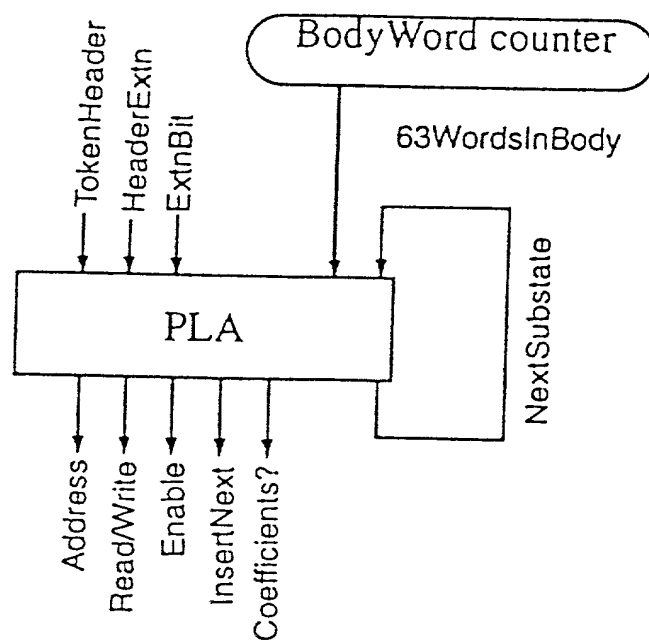 BodyWord counter
TokenHeader
HeaderExtn
ExtnBit
63WordsInBody
NextSubstate
PLA
Address
Read/Write
Enable
InsertNext
Coefficients?